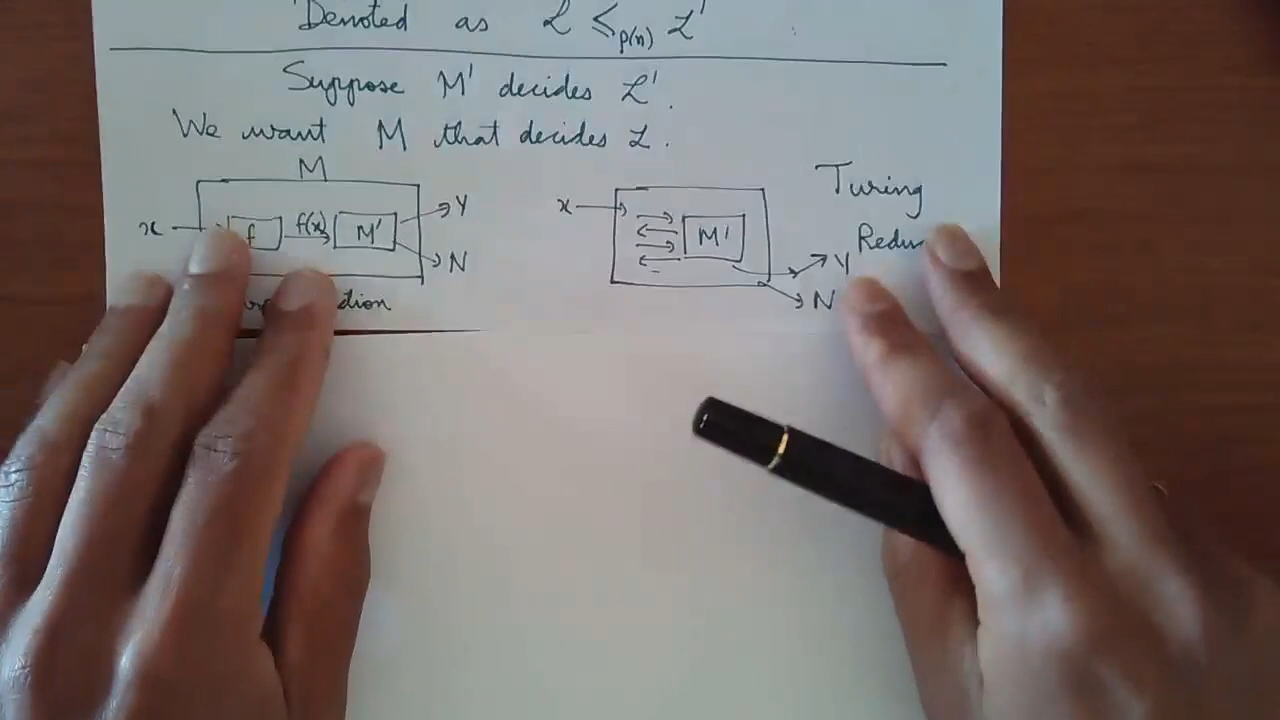 Denoted as L ≤p(n) L'
Suppose M' decides L'.
We want M that decides L.
M
x f f(x) M' Y
N
x M' Y
N
Turing